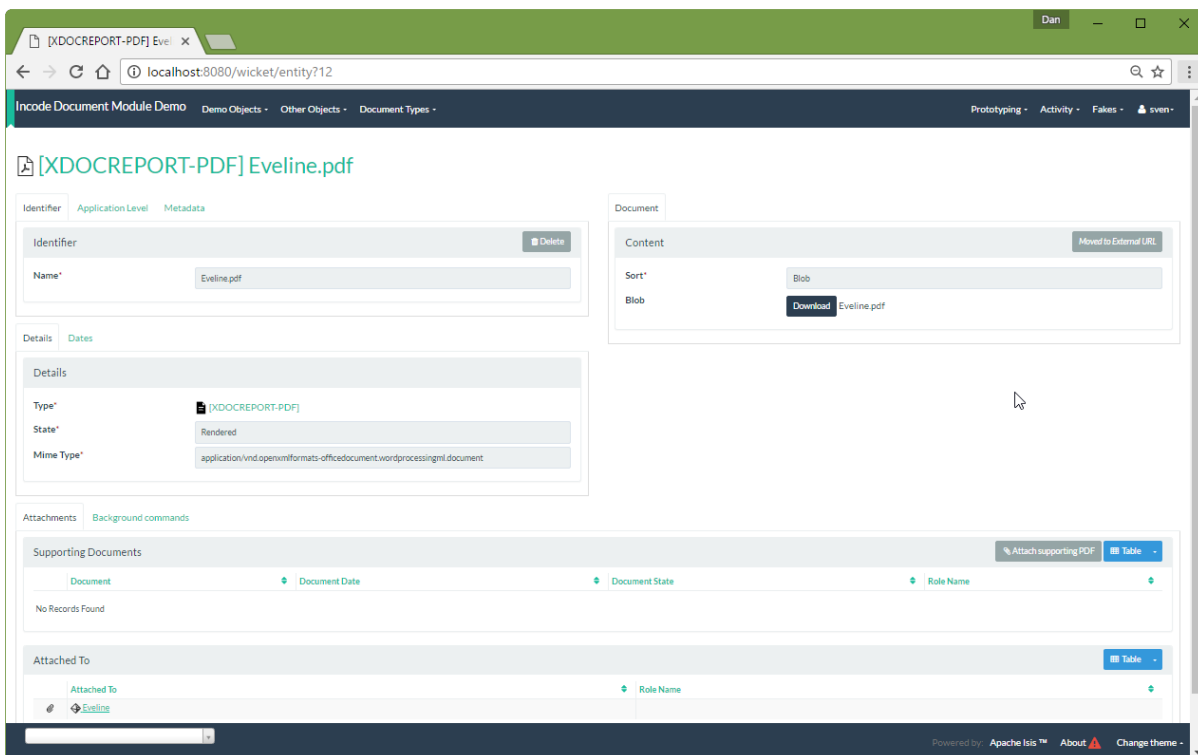 Dan
[XDOCREPORT-PDF] Evel
localhost:8080/wicket/entity?12
Incode Document Module Demo Demo Objects Other Objects Document Types Prototyping Activity Fakes sven
[XDOCREPORT-PDF] Eveline.pdf
Identifier Application Level Metadata
Identifier Delete
Name* Eveline.pdf
Document
Content Moved to External URL
Sort* Blob
Blob Download Eveline.pdf
Details Dates
Details
Type* [XDOCREPORT-PDF]
State* Rendered
Mime Type* application/vnd.openxmlformats-officedocument.wordprocessingml.document
Attachments Background commands
Supporting Documents Attach supporting PDF Table
Document Document Date Document State Role Name
No Records Found
Attached To Table
Attached To Role Name
Eveline
Powered by: Apache Isis ™ About Change theme